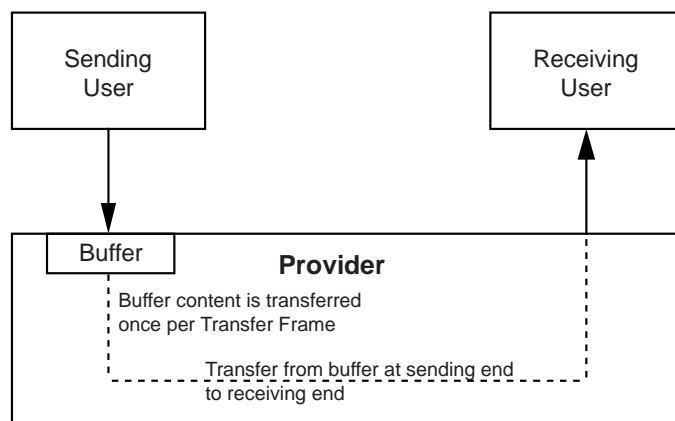 Sending
User
Receiving
User
Buffer
Provider
Buffer content is transferred
once per Transfer Frame
Transfer from buffer at sending end
to receiving end